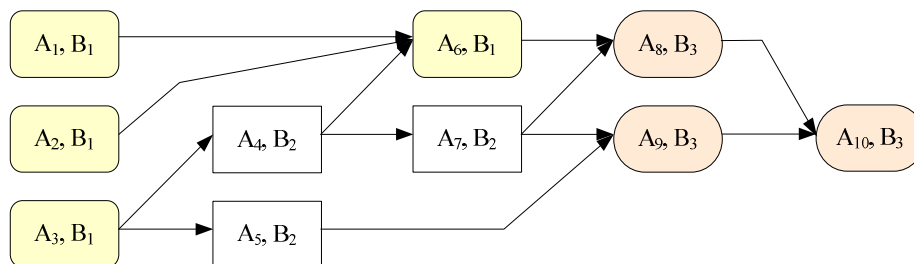 A₁, B₁
A₆, B₁
A₈, B₃
A₂, B₁
A₄, B₂
A₇, B₂
A₉, B₃
A₁₀, B₃
A₃, B₁
A₅, B₂